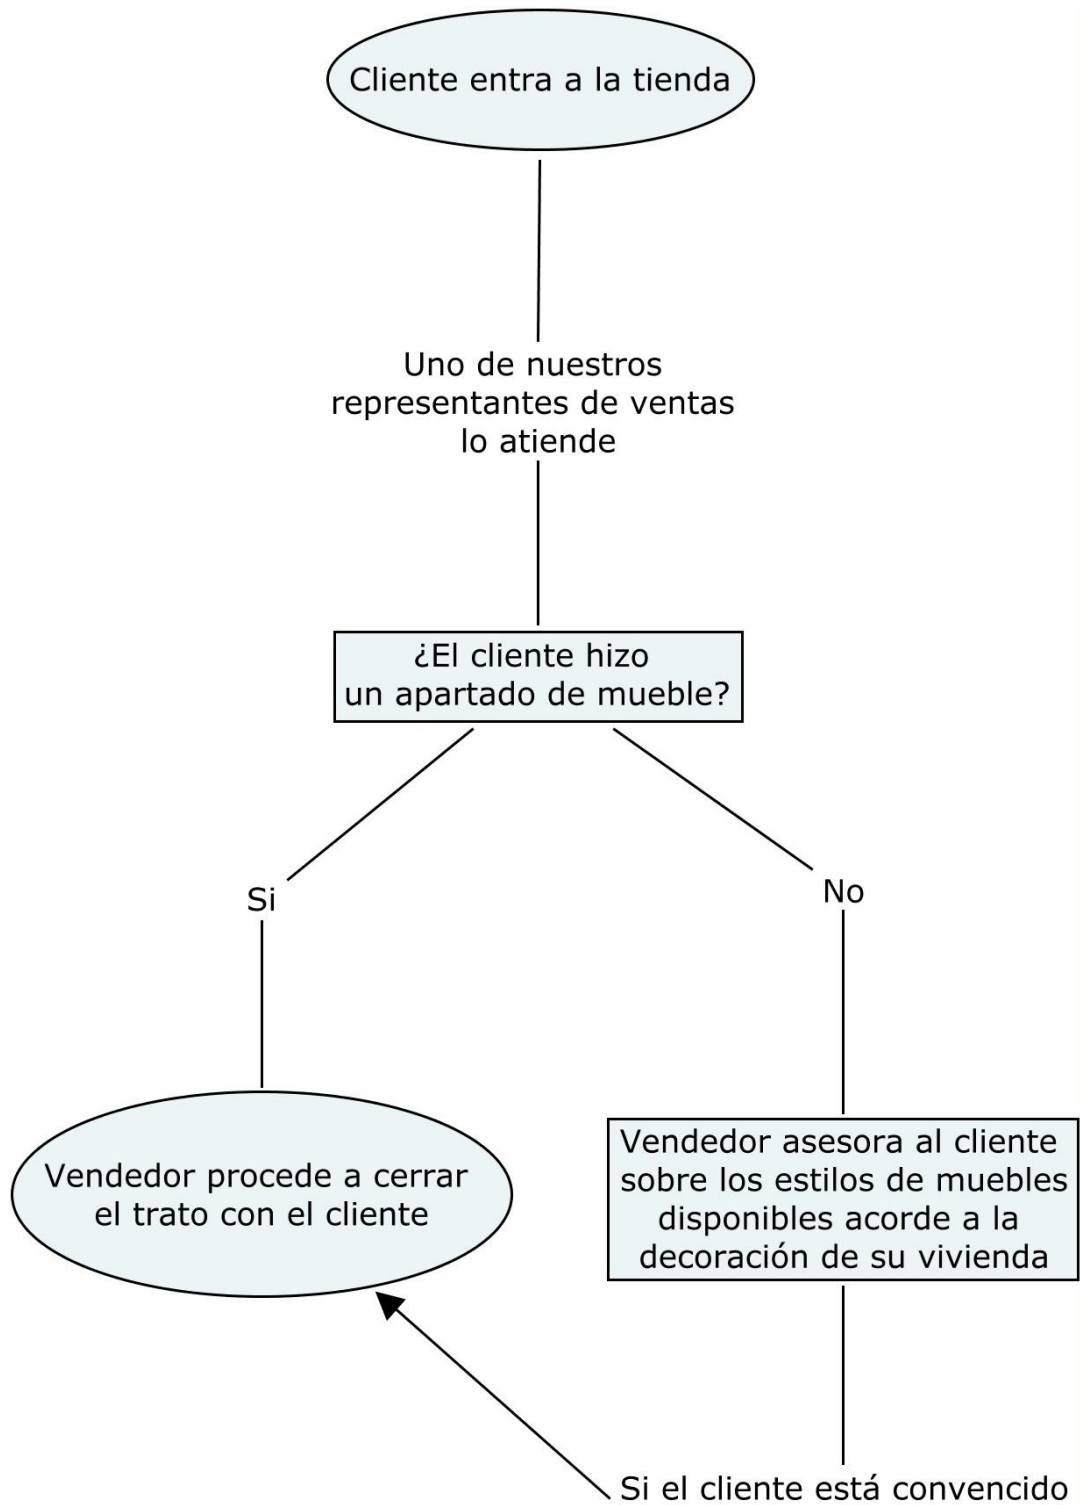 Cliente entra a la tienda
Uno de nuestros
representantes de ventas
lo atiende
¿El cliente hizo
un apartado de mueble?
Si
No
Vendedor procede a cerrar
el trato con el cliente
Vendedor asesora al cliente
sobre los estilos de muebles
disponibles acorde a la
decoración de su vivienda
Si el cliente está convencido